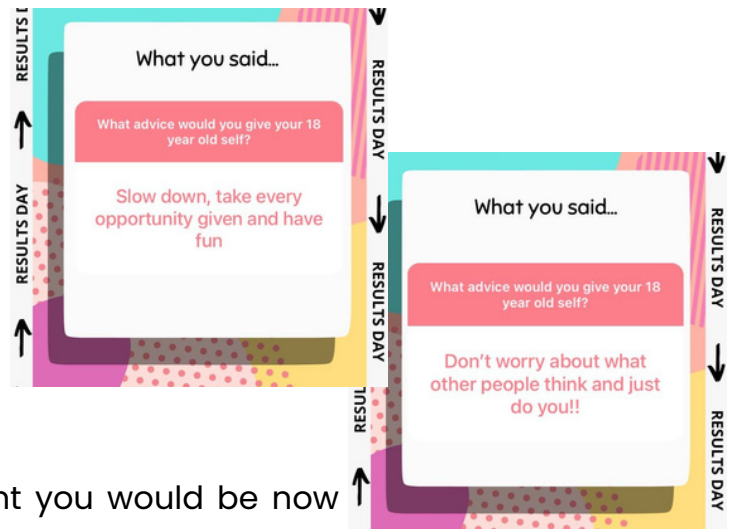 RESULTS DAY
RESULTS DAY
RESULTS DAY
What you said...
What advice would you give your 18
year old self?
Slow down, take every
opportunity given and have
fun
RESULTS DAY
RESULTS DAY
What you said...
What advice would you give your 18
year old self?
Don't worry about what
other people think and just
do you!!
RESULTS DAY
you would be now